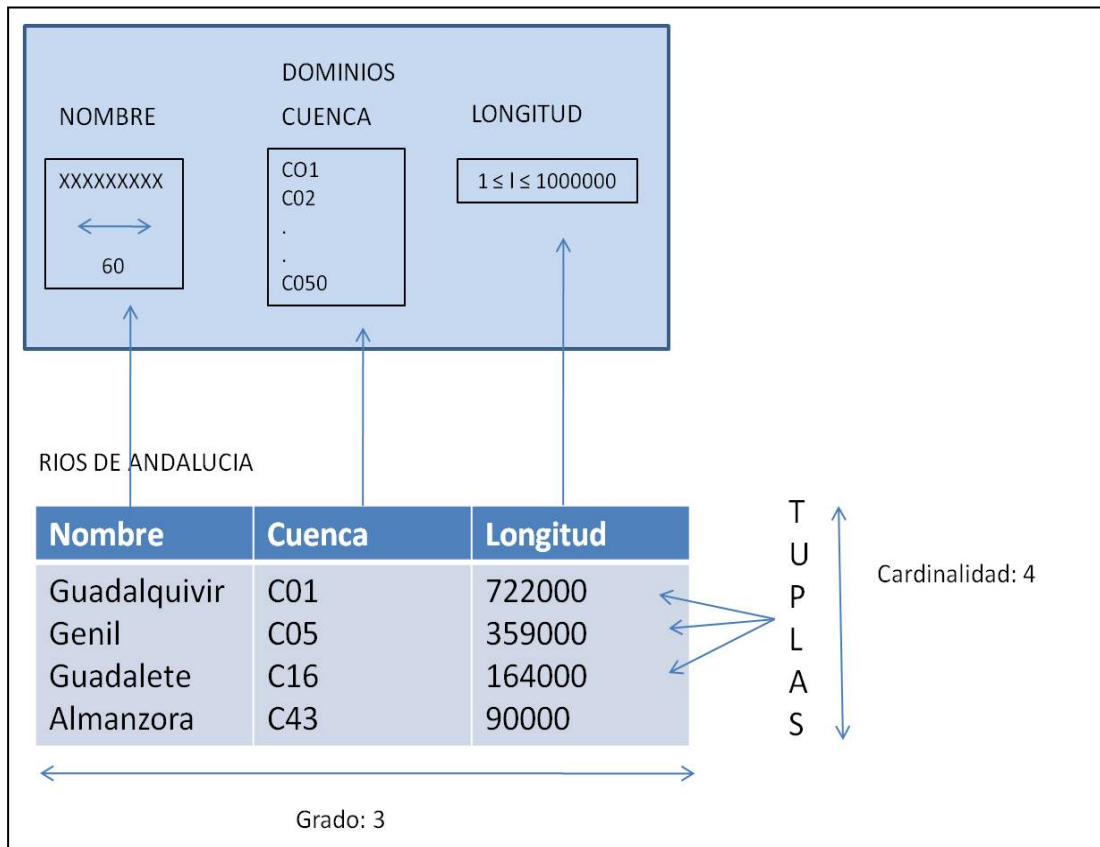 DOMINIOS
NOMBRE CUENCA LONGITUD
XXXXXXXXX
60
CO1
C02
.
.
C050
1 ≤ l ≤ 1000000
RIOS DE ANDALUCIA
Nombre Cuenca Longitud
Guadalquivir C01 722000
Genil C05 359000
Guadalete C16 164000
Almanzora C43 90000
T
U
P
L
A
S
Cardinalidad: 4
Grado: 3